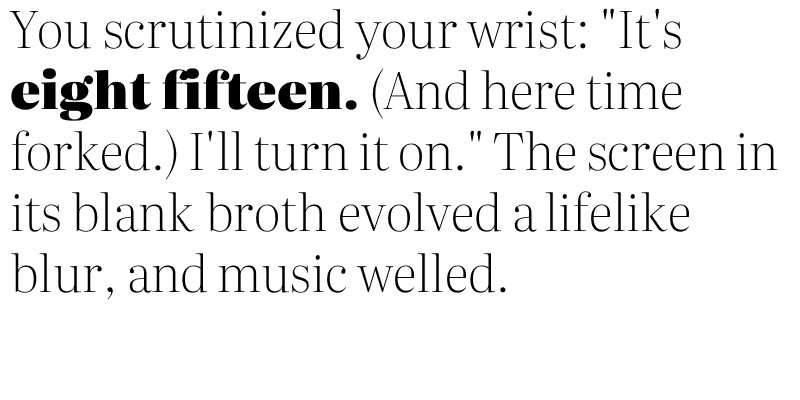 You scrutinized your wrist: "It's
eight fifteen. (And here time
forked.) I'll turn it on." The screen in
its blank broth evolved a lifelike
blur, and music welled.